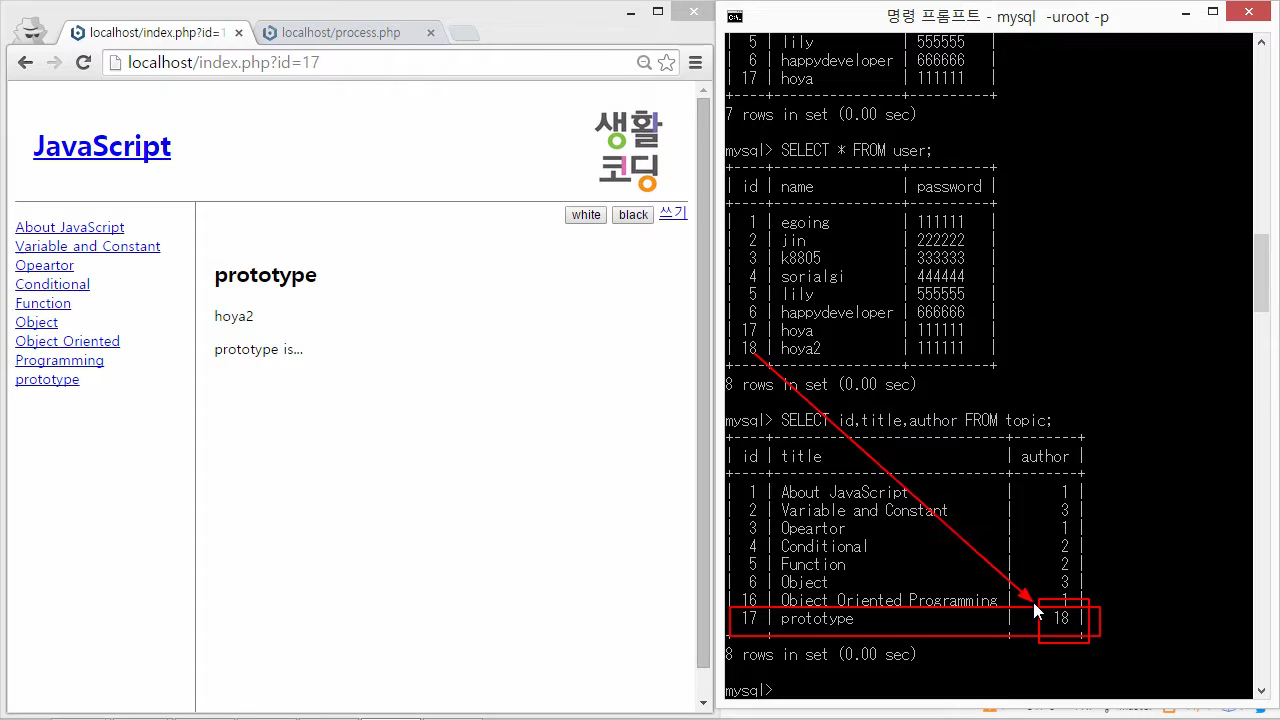 localhost/index.php?id=1
localhost/process.php
localhost/index.php?id=17
JavaScript
생활
코딩
white
black
쓰기
About JavaScript
Variable and Constant
Opeartor
Conditional
Function
Object
Object Oriented
Programming
prototype
prototype
hoya2
prototype is...
명령 프롬프트 - mysql -uroot -p
| 5 | lily | 555555 |
| 6 | happydeveloper | 666666 |
| 17 | hoya | 111111 |
7 rows in set (0.00 sec)
mysql> SELECT * FROM user;
| id | name | password |
| 1 | egoing | 111111 |
| 2 | jin | 222222 |
| 3 | k8805 | 333333 |
| 4 | sorialgi | 444444 |
| 5 | lily | 555555 |
| 6 | happydeveloper | 666666 |
| 17 | hoya | 111111 |
| 18 | hoya2 | 111111 |
8 rows in set (0.00 sec)
mysql> SELECT id,title,author FROM topic;
| id | title | author |
| 1 | About JavaScript | 1 |
| 2 | Variable and Constant | 3 |
| 3 | Opeartor | 1 |
| 4 | Conditional | 2 |
| 5 | Function | 2 |
| 6 | Object | 3 |
| 16 | Object Oriented Programming | 1 |
| 17 | prototype | 18 |
8 rows in set (0.00 sec)
mysql>